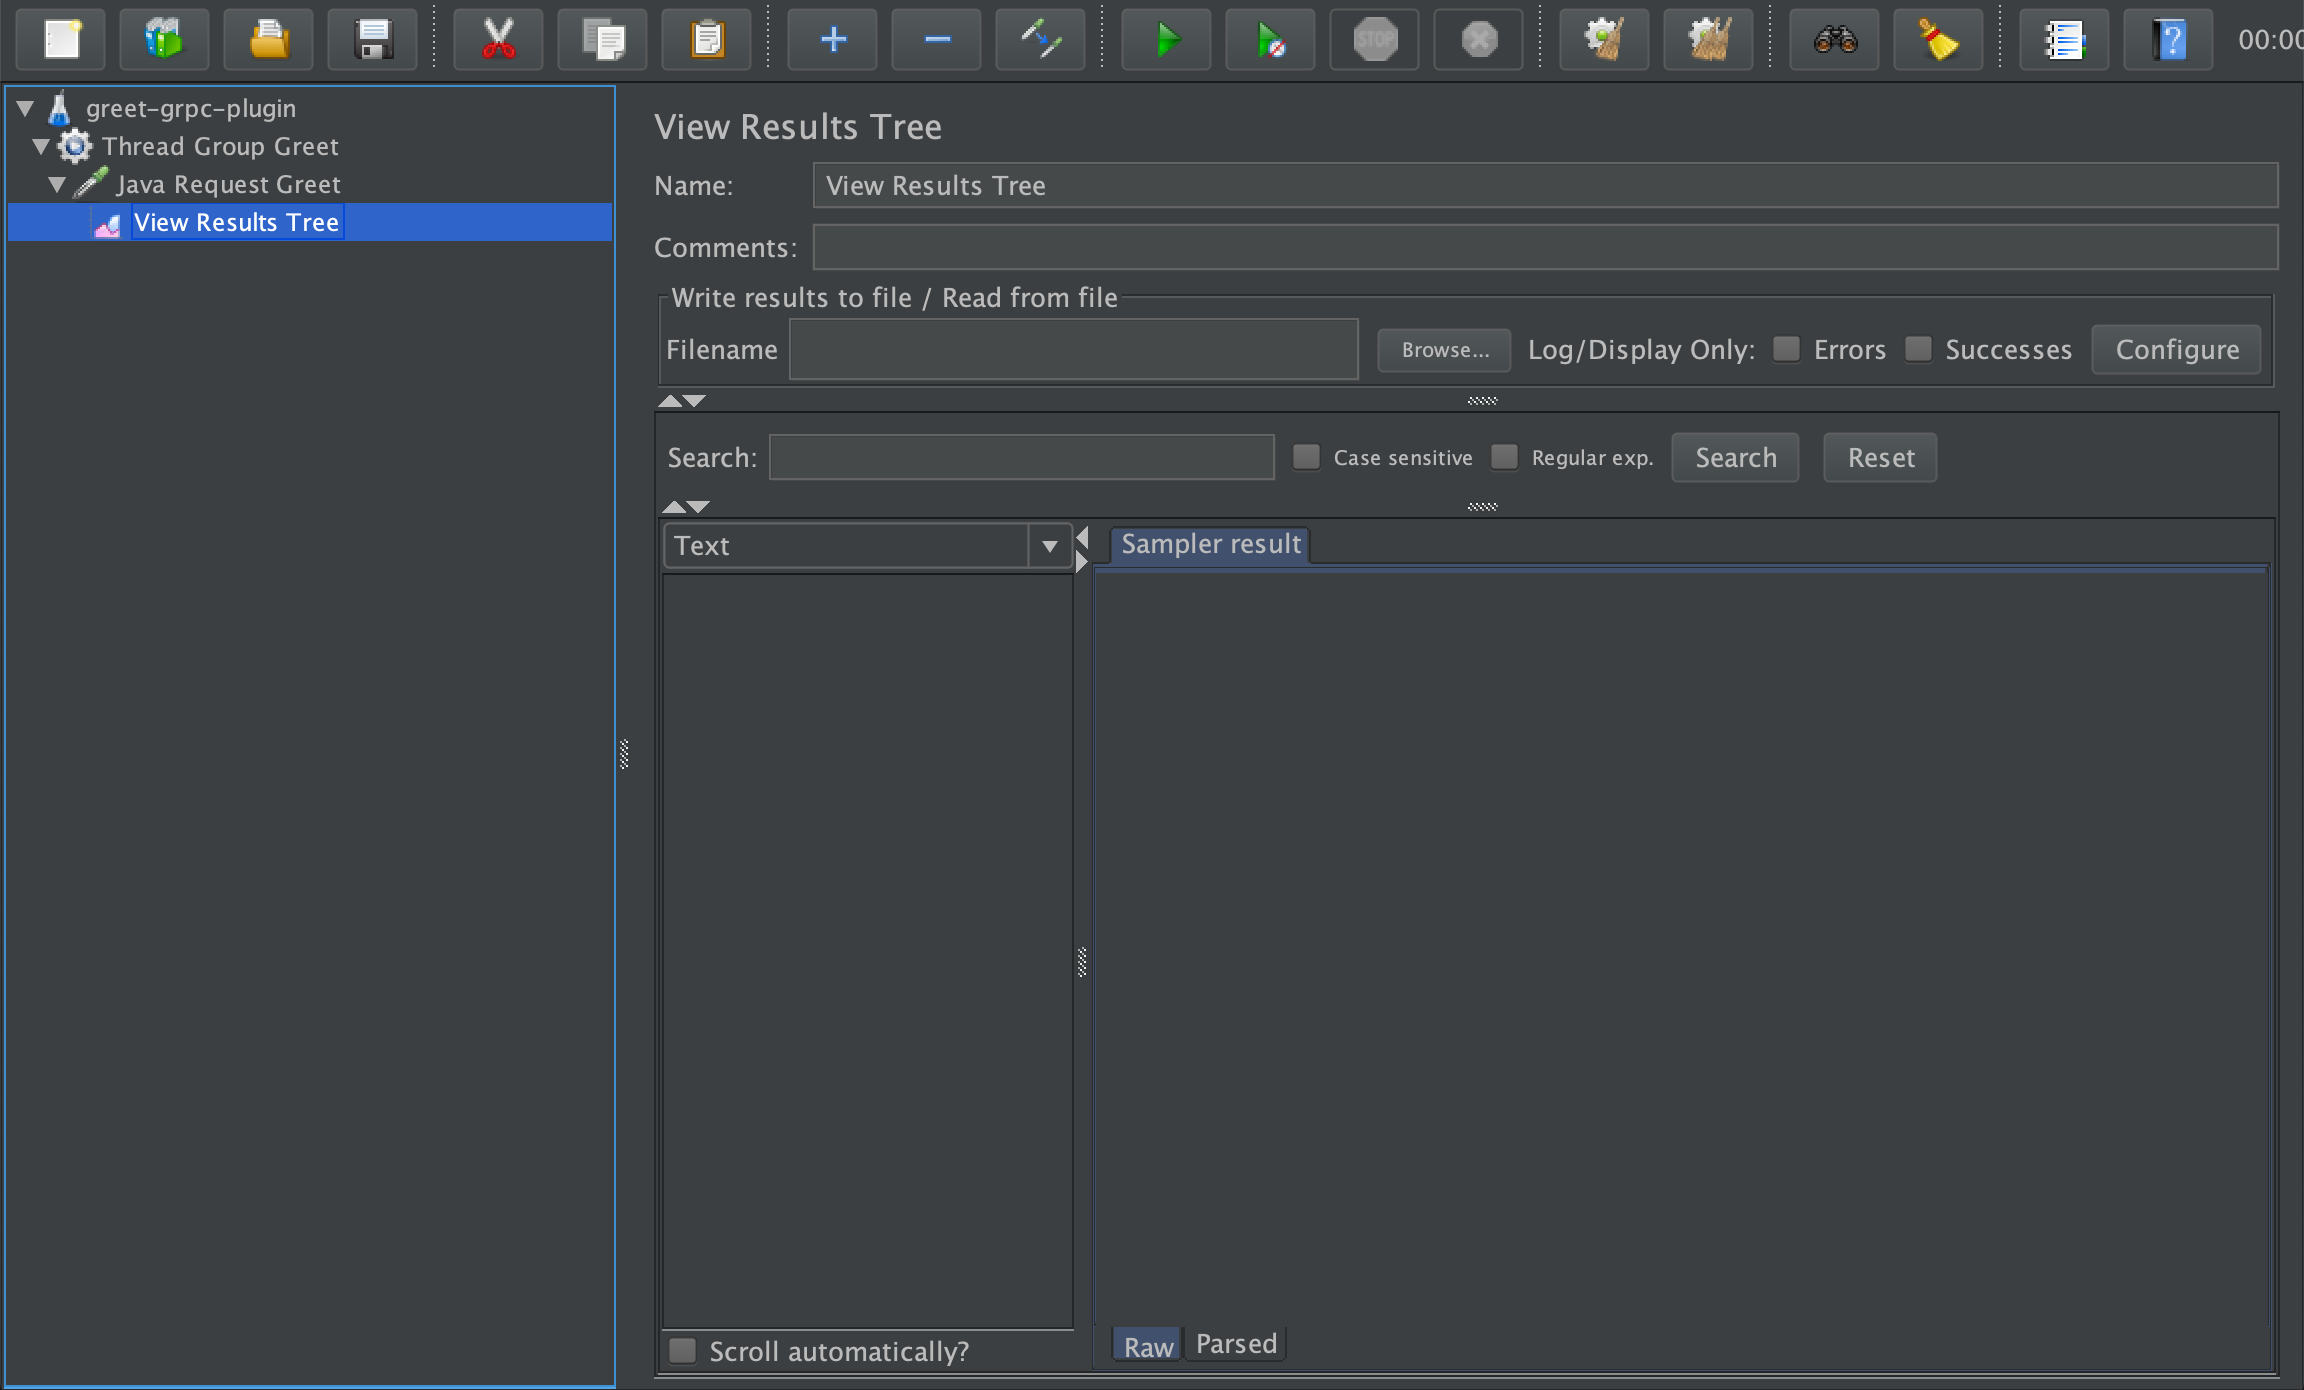 STOP
00:00
greet-grpc-plugin
Thread Group Greet
Java Request Greet
View Results Tree
View Results Tree
Name: View Results Tree
Comments:
Write results to file / Read from file
Filename Browse... Log/Display Only: Errors Successes Configure
Search: Case sensitive Regular exp. Search Reset
Text Sampler result
Scroll automatically? Raw Parsed